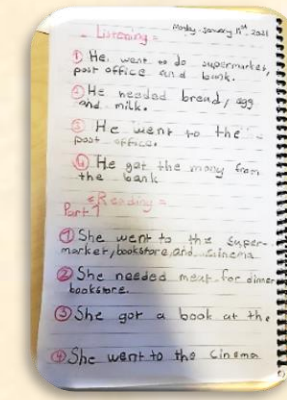 Monday. January 11st 2021
Listening
① He went to do supermarket,
post office and bank.
② He needed bread, egg
and milk.
③ He went to the
post office.
④ He got the mony from
the bank
Reading
Part 1
① She went to the super-
market, bookstore, and cinema
② She needed meat for dinner
bookstore.
③ She got a book at the
④ She went to the cinema